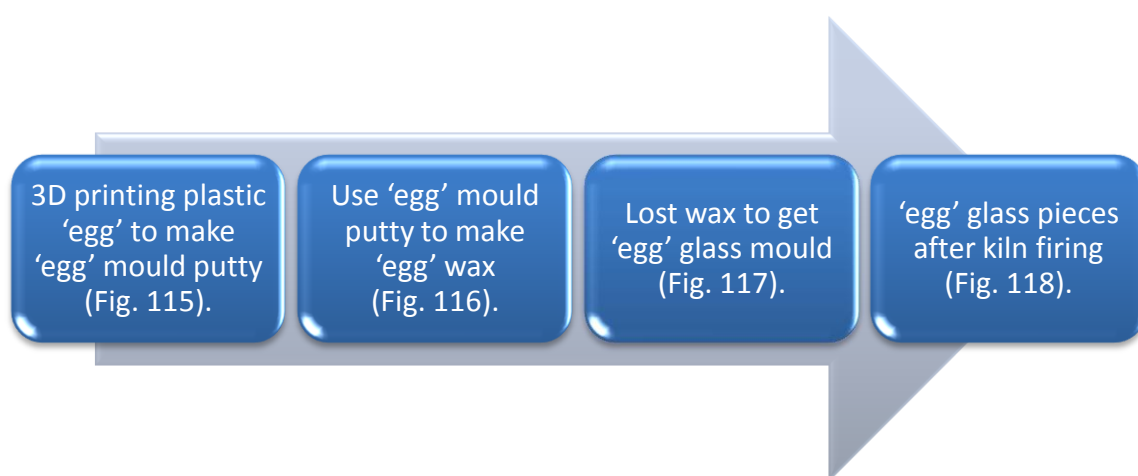 3D printing plastic
‘egg’ to make
‘egg’ mould putty
(Fig. 115).
Use ‘egg’ mould
putty to make
‘egg’ wax
(Fig. 116).
Lost wax to get
‘egg’ glass mould
(Fig. 117).
‘egg’ glass pieces
after kiln firing
(Fig. 118).